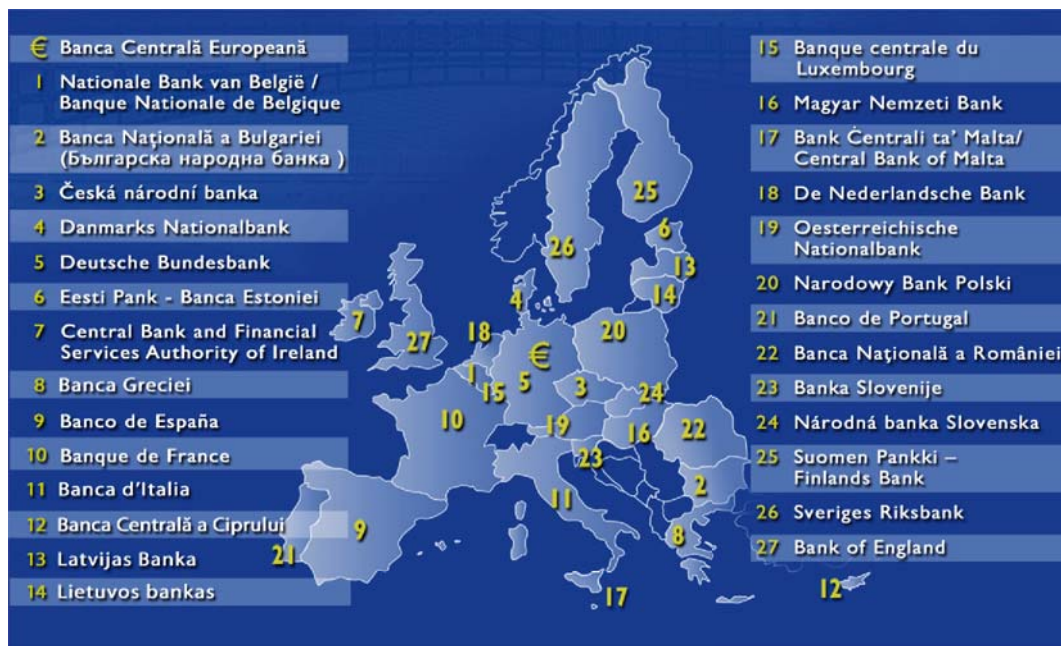 € Banca Centrală Europeană
1 Nationale Bank van België /
Banque Nationale de Belgique
2 Banca Naţională a Bulgariei
(Българска народна банка )
3 Česká národní banka
4 Danmarks Nationalbank
5 Deutsche Bundesbank
6 Eesti Pank - Banca Estoniei
7 Central Bank and Financial
Services Authority of Ireland
8 Banca Greciei
9 Banco de España
10 Banque de France
11 Banca d'Italia
12 Banca Centrală a Ciprului
13 Latvijas Banka
14 Lietuvos bankas
25
6
26
13
14
4
7
27
18
20
€
1
15
5
3
24
10
19
16
22
23
2
11
9
21
8
17
12
15 Banque centrale du
Luxembourg
16 Magyar Nemzeti Bank
17 Bank Ċentrali ta' Malta/
Central Bank of Malta
18 De Nederlandsche Bank
19 Oesterreichische
Nationalbank
20 Narodowy Bank Polski
21 Banco de Portugal
22 Banca Naţională a României
23 Banka Slovenije
24 Národná banka Slovenska
25 Suomen Pankki –
Finlands Bank
26 Sveriges Riksbank
27 Bank of England